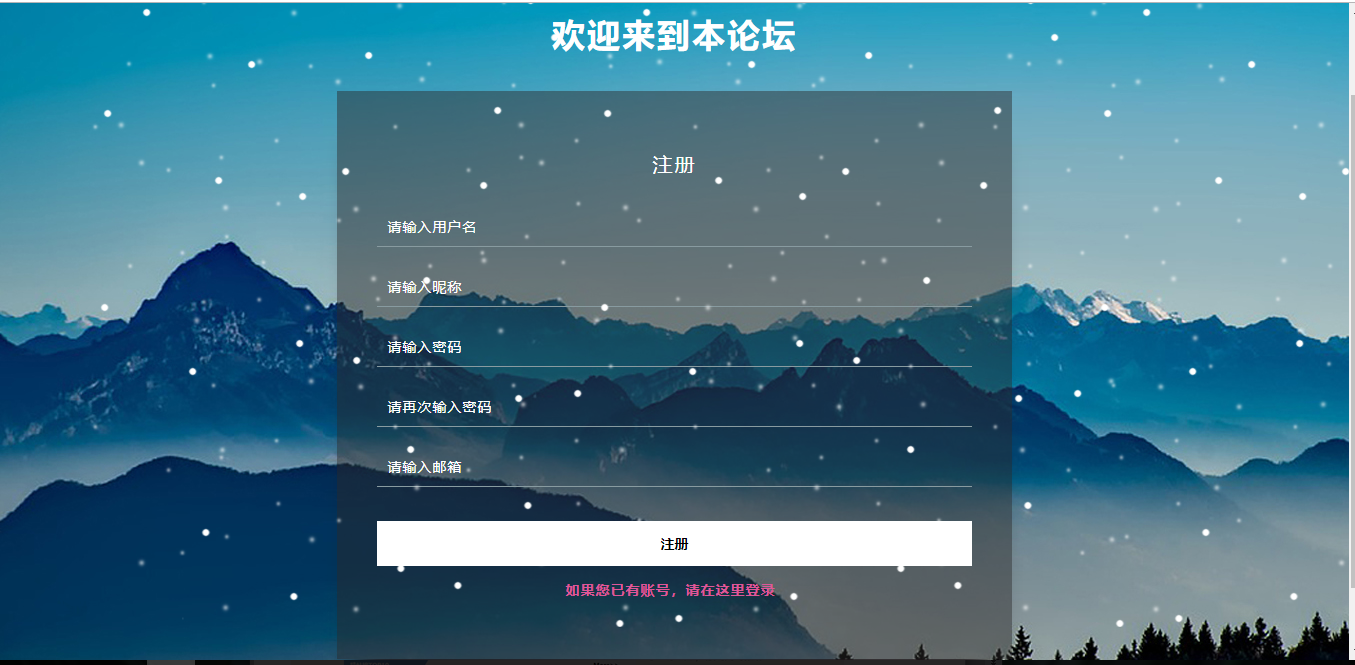 欢迎来到本论坛
注册
请输入用户名
请输入昵称
请输入密码
请再次输入密码
请输入邮箱
注册
如果您已有账号，请在这里登录